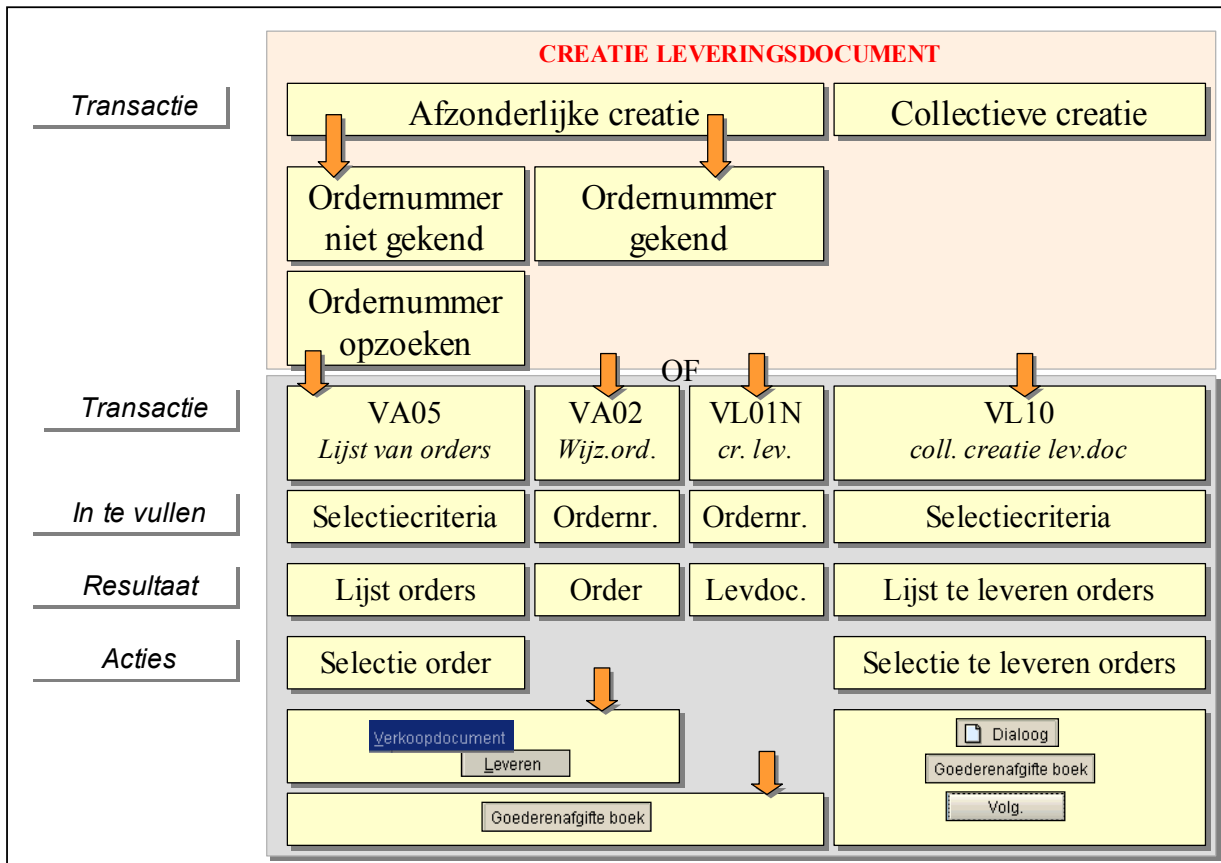 CREATIE LEVERINGSDOCUMENT
Transactie
Afzonderlijke creatie
Collectieve creatie
Ordernummer
niet gekend
Ordernummer
gekend
Ordernummer
opzoeken
OF
Transactie
VA05
Lijst van orders
VA02
Wijz.ord.
VL01N
cr. lev.
VL10
coll. creatie lev.doc
In te vullen
Selectiecriteria
Ordernr.
Ordernr.
Selectiecriteria
Resultaat
Lijst orders
Order
Levdoc.
Lijst te leveren orders
Acties
Selectie order
Selectie te leveren orders
Verkoopdocument
Leveren
Goederenafgifte boek
Dialoog
Goederenafgifte boek
Volg.